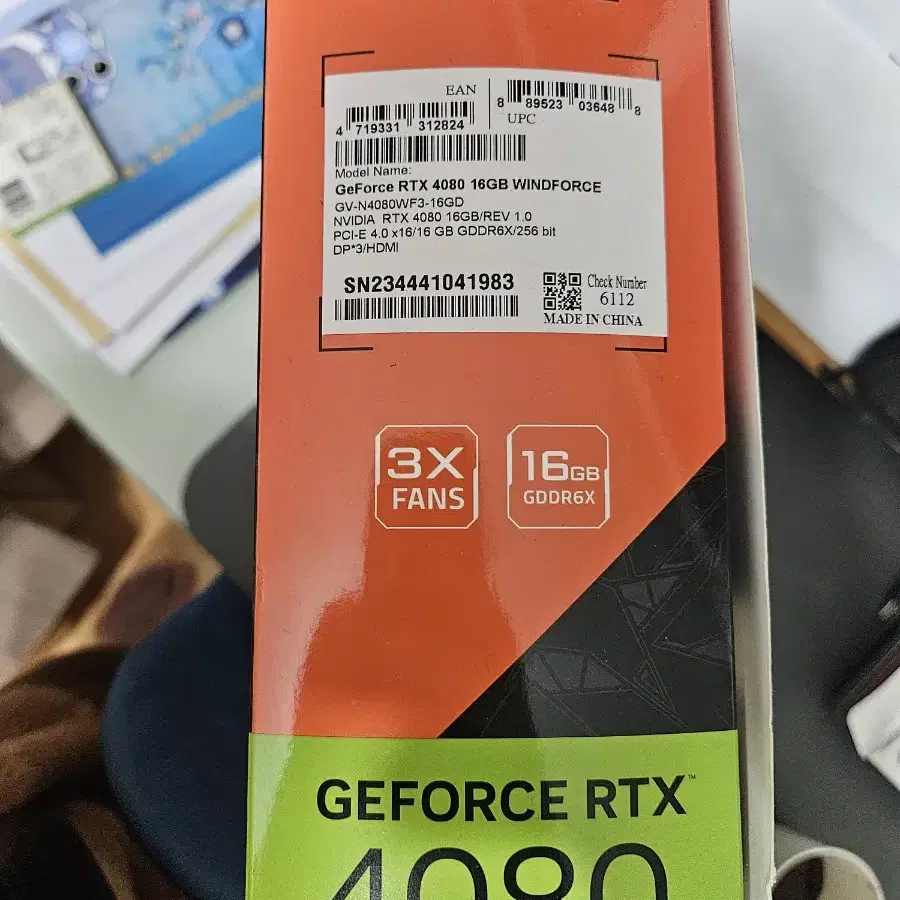 EAN
4 719331 312824
8 89523 03648 8
UPC
Model Name:
GeForce RTX 4080 16GB WINDFORCE
GV-N4080WF3-16GD
NVIDIA RTX 4080 16GB/REV 1.0
PCI-E 4.0 x16/16 GB GDDR6X/256 bit
DP*3/HDMI
SN234441041983
Check Number
6112
MADE IN CHINA
3X
FANS
16GB
GDDR6X
GEFORCE RTX™
4080